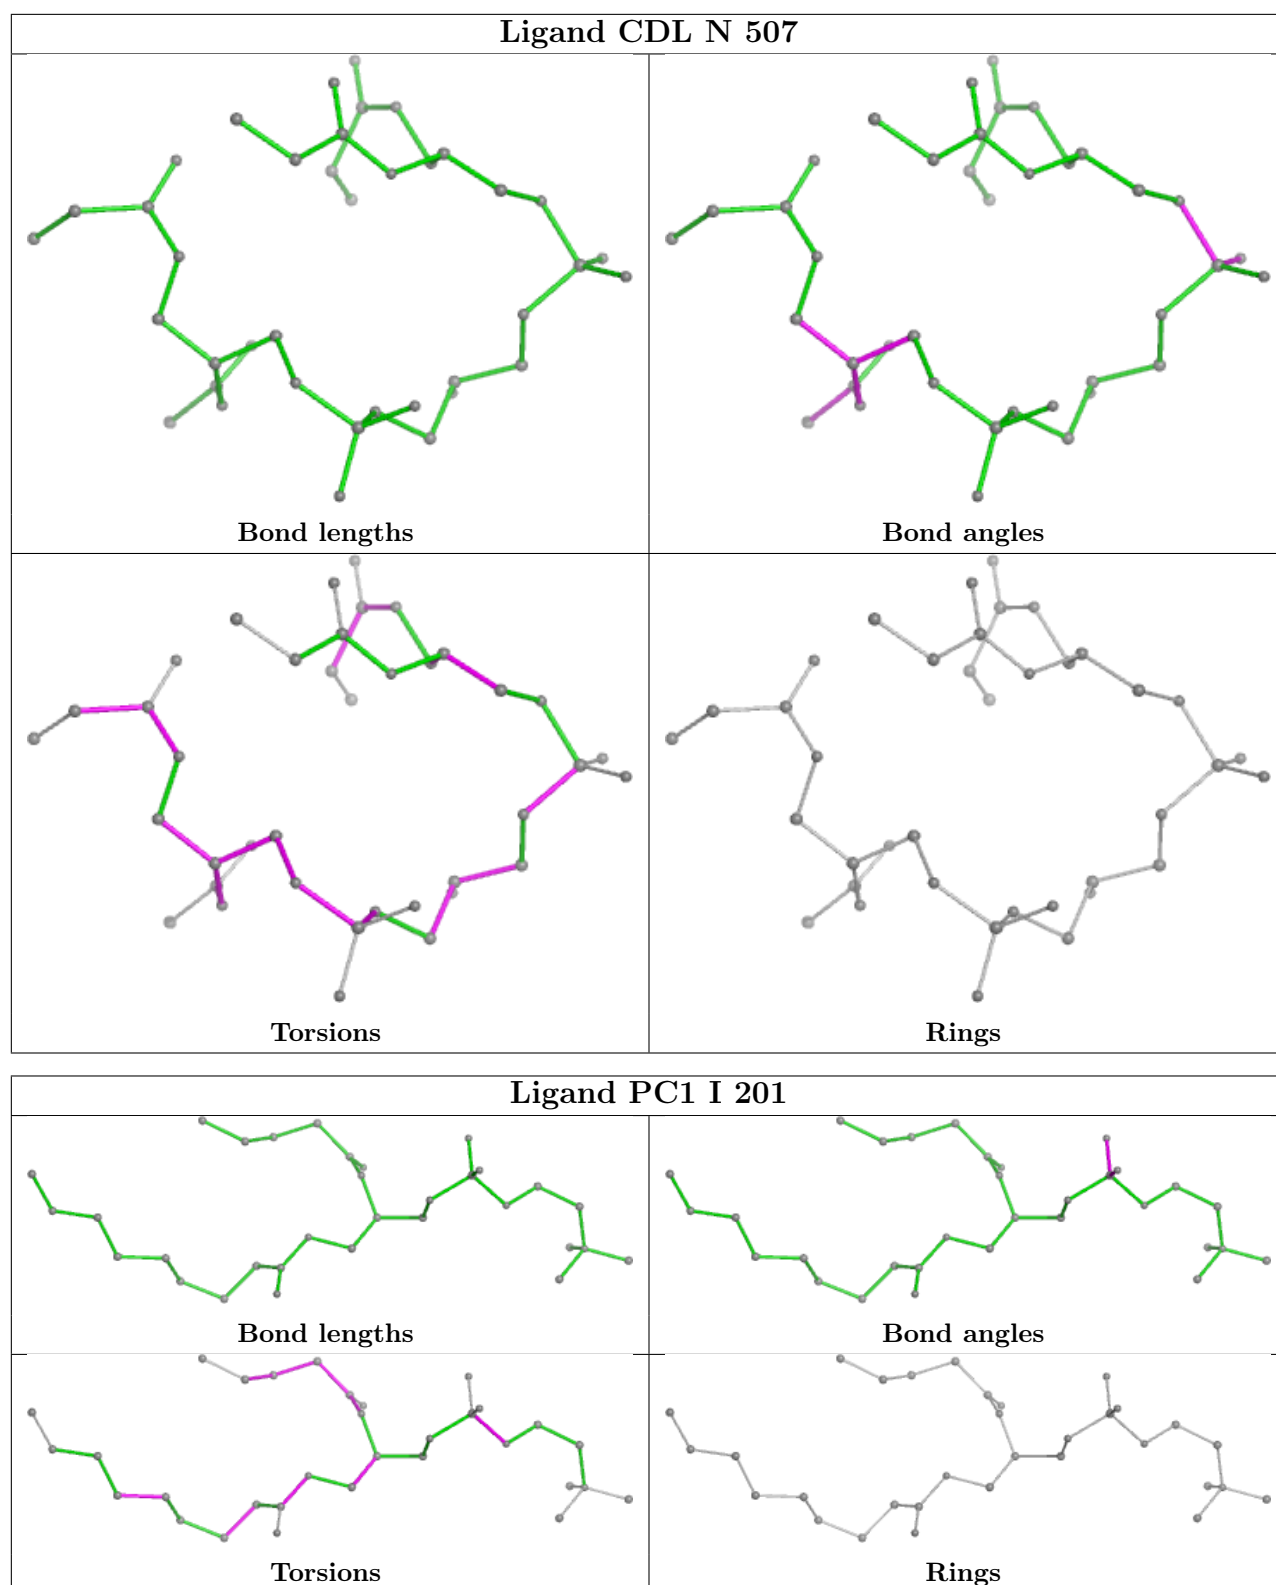 Ligand CDL N 507
Bond lengths
Bond angles
Torsions
Rings
Ligand PC1 I 201
Bond lengths
Bond angles
Torsions
Rings